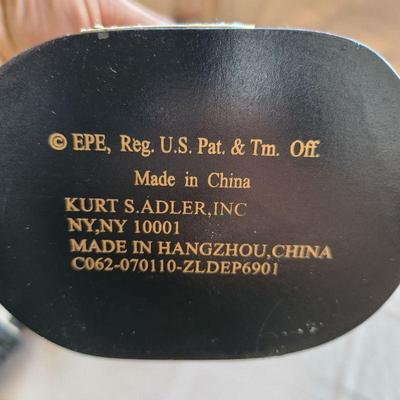 © EPE, Reg. U.S. Pat. & Tm. Off.
Made in China
KURT S.ADLER,INC
NY,NY 10001
MADE IN HANGZHOU,CHINA
C062-070110-ZLDEP6901